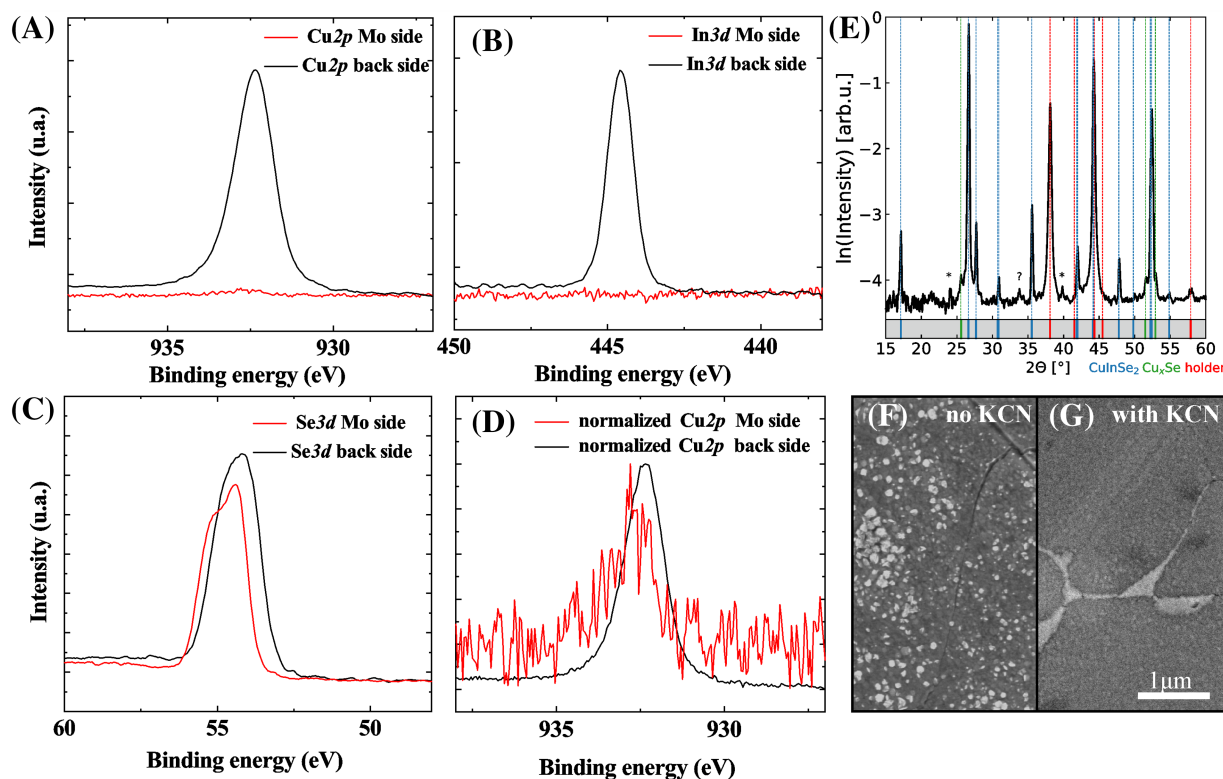 (A)
Cu2p Mo side
Cu2p back side
Intensity (u.a.)
935
930
Binding energy (eV)
(B)
In3d Mo side
In3d back side
450
445
440
Binding energy (eV)
(E)
ln(Intensity) [arb.u.]
0
−1
−2
−3
−4
*
?
*
15
20
25
30
35
40
45
50
55
60
2Θ [°]
CuInSe₂ CuₓSe holder
(C)
Se3d Mo side
Se3d back side
Intensity (u.a.)
60
55
50
Binding energy (eV)
(D)
normalized Cu2p Mo side
normalized Cu2p back side
935
930
Binding energy (eV)
(F)
no KCN
(G)
with KCN
1μm